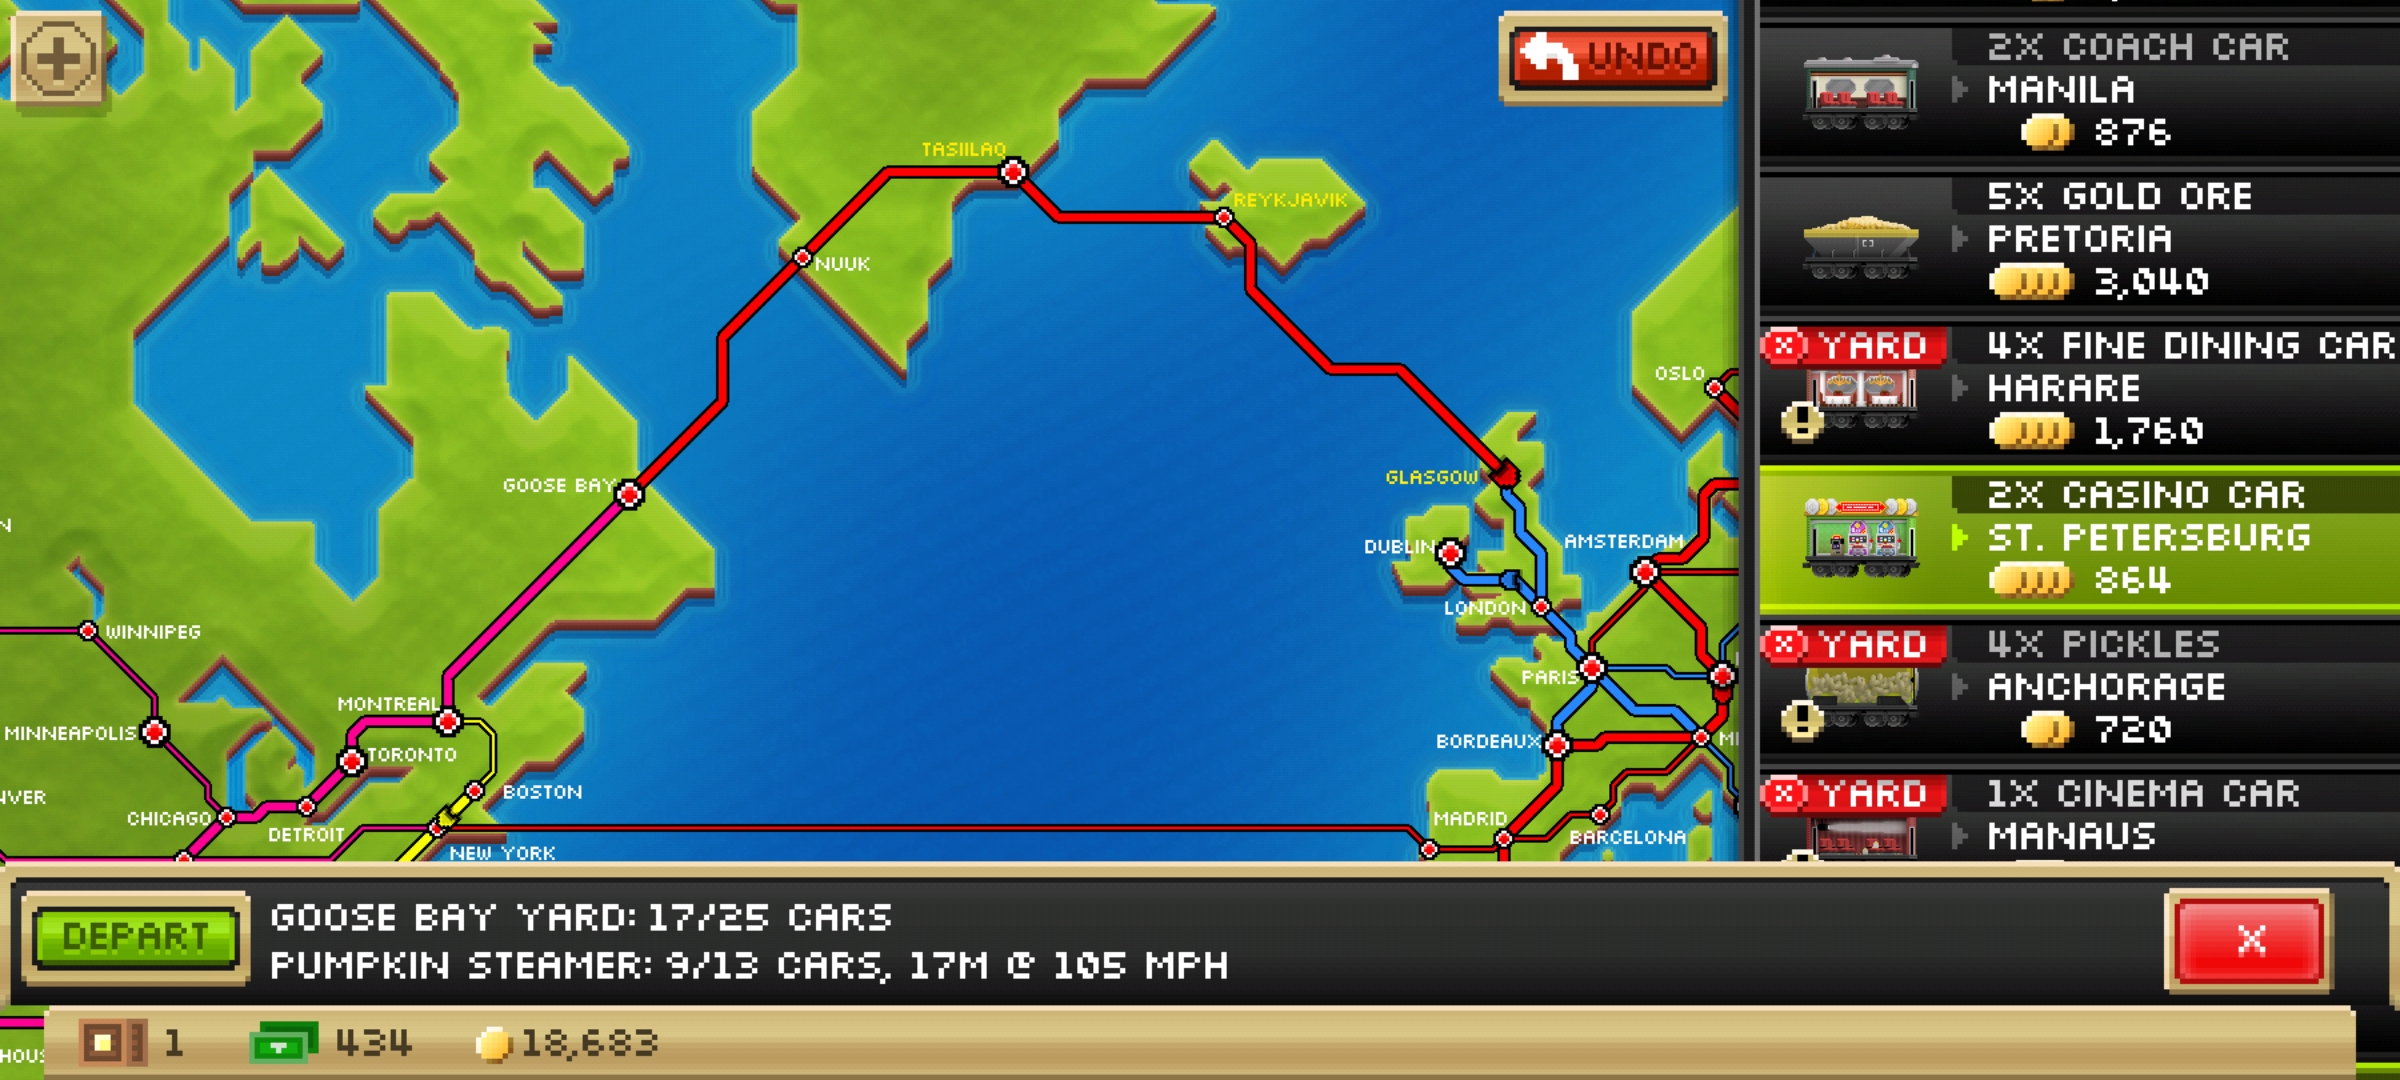 UNDO
TASIILAQ
REYKJAVIK
NUUK
OSLO
GOOSE BAY
GLASGOW
DUBLIN
AMSTERDAM
LONDON
WINNIPEG
PARIS
MONTREAL
MINNEAPOLIS
TORONTO
BORDEAUX
BOSTON
CHICAGO
DETROIT
MADRID
BARCELONA
NEW YORK
2X COACH CAR
MANILA
876
5X GOLD ORE
PRETORIA
3,040
YARD
4X FINE DINING CAR
HARARE
1,760
2X CASINO CAR
ST. PETERSBURG
864
YARD
4X PICKLES
ANCHORAGE
720
YARD
1X CINEMA CAR
MANAUS
DEPART
GOOSE BAY YARD: 17/25 CARS
PUMPKIN STEAMER: 9/13 CARS, 17M @ 105 MPH
X
1 434 18,683